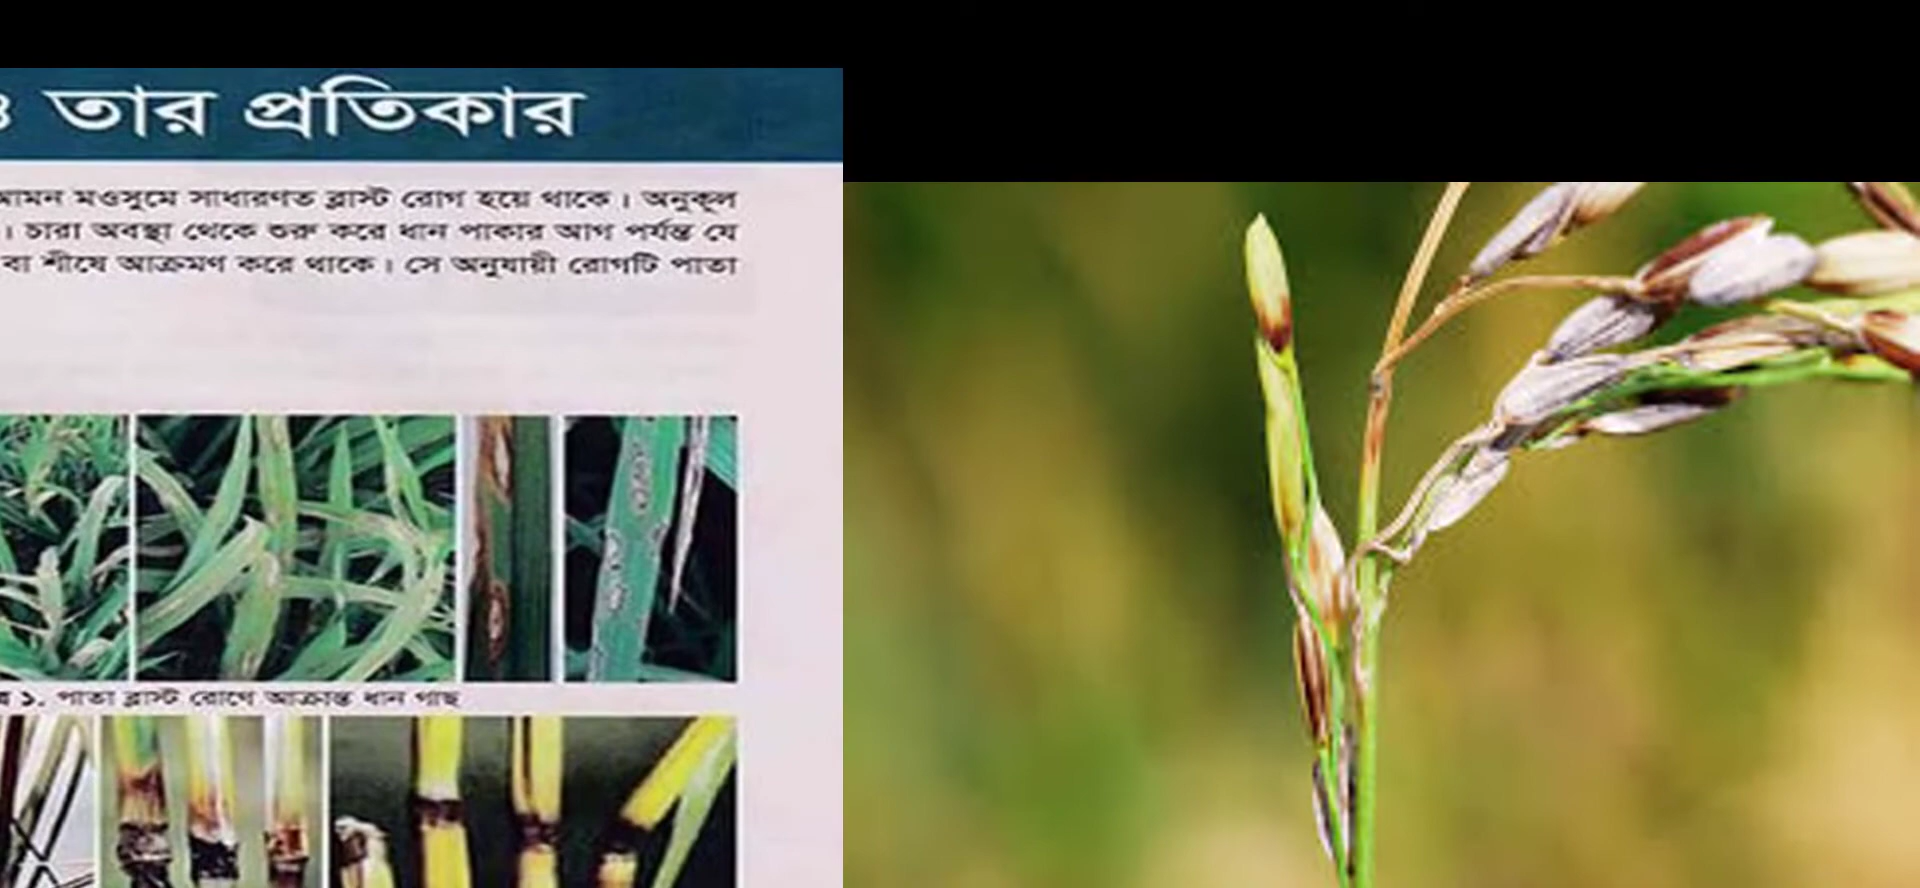 তার প্রতিকার
আমন মওসুমে সাধারণত ব্লাস্ট রোগ হয়ে থাকে। অনুকূল
। চারা অবস্থা থেকে শুরু করে ধান পাকার আগ পর্যন্ত যে
বা শীষে আক্রমণ করে থাকে। সে অনুযায়ী রোগটি পাতা
১. পাতা ব্লাস্ট রোগে আক্রান্ত ধান গাছ